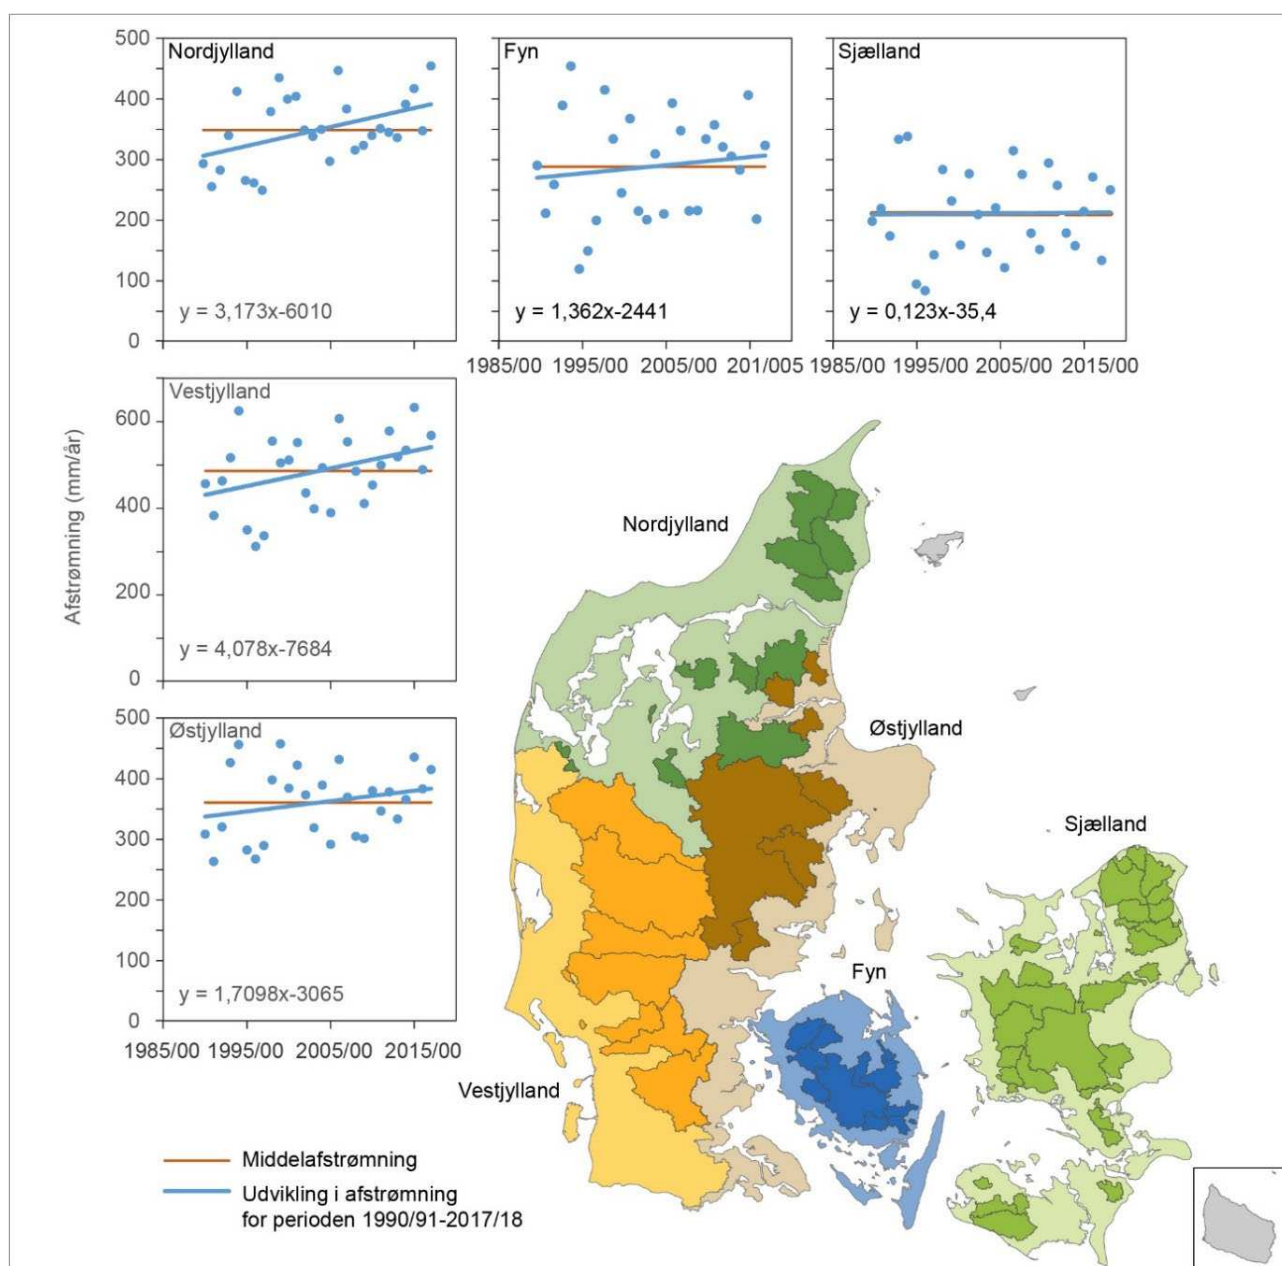 500
400
300
200
100
0
Nordjylland
y = 3,173x-6010
Fyn
y = 1,362x-2441
1985/00 1995/00 2005/00 201/005
Sjælland
y = 0,123x-35,4
1985/00 1995/00 2005/00 2015/00
Afstrømning (mm/år)
600
400
200
0
Vestjylland
y = 4,078x-7684
500
400
300
200
100
0
Østjylland
y = 1,7098x-3065
1985/00 1995/00 2005/00 2015/00
Nordjylland
Østjylland
Sjælland
Fyn
Vestjylland
Middelafstrømning
Udvikling i afstrømning
for perioden 1990/91-2017/18